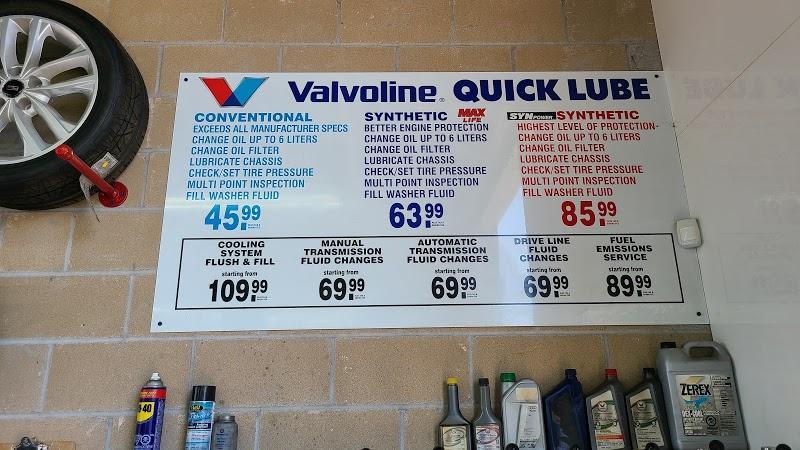 Valvoline QUICK LUBE
CONVENTIONAL
EXCEEDS ALL MANUFACTURER SPECS
CHANGE OIL UP TO 6 LITERS
CHANGE OIL FILTER
LUBRICATE CHASSIS
CHECK/SET TIRE PRESSURE
MULTI POINT INSPECTION
FILL WASHER FLUID
45.99
SYNTHETIC MAX LIFE
BETTER ENGINE PROTECTION
CHANGE OIL UP TO 6 LITERS
CHANGE OIL FILTER
LUBRICATE CHASSIS
CHECK/SET TIRE PRESSURE
MULTI POINT INSPECTION
FILL WASHER FLUID
63.99
SYNPOWER SYNTHETIC
HIGHEST LEVEL OF PROTECTION
CHANGE OIL UP TO 6 LITERS
CHANGE OIL FILTER
LUBRICATE CHASSIS
CHECK/SET TIRE PRESSURE
MULTI POINT INSPECTION
FILL WASHER FLUID
85.99
COOLING
SYSTEM
FLUSH & FILL
starting from
109.99
MANUAL
TRANSMISSION
FLUID CHANGES
starting from
69.99
AUTOMATIC
TRANSMISSION
FLUID CHANGES
starting from
69.99
DRIVE LINE
FLUID
CHANGES
starting from
69.99
FUEL
EMISSIONS
SERVICE
starting from
89.99
ZEREX